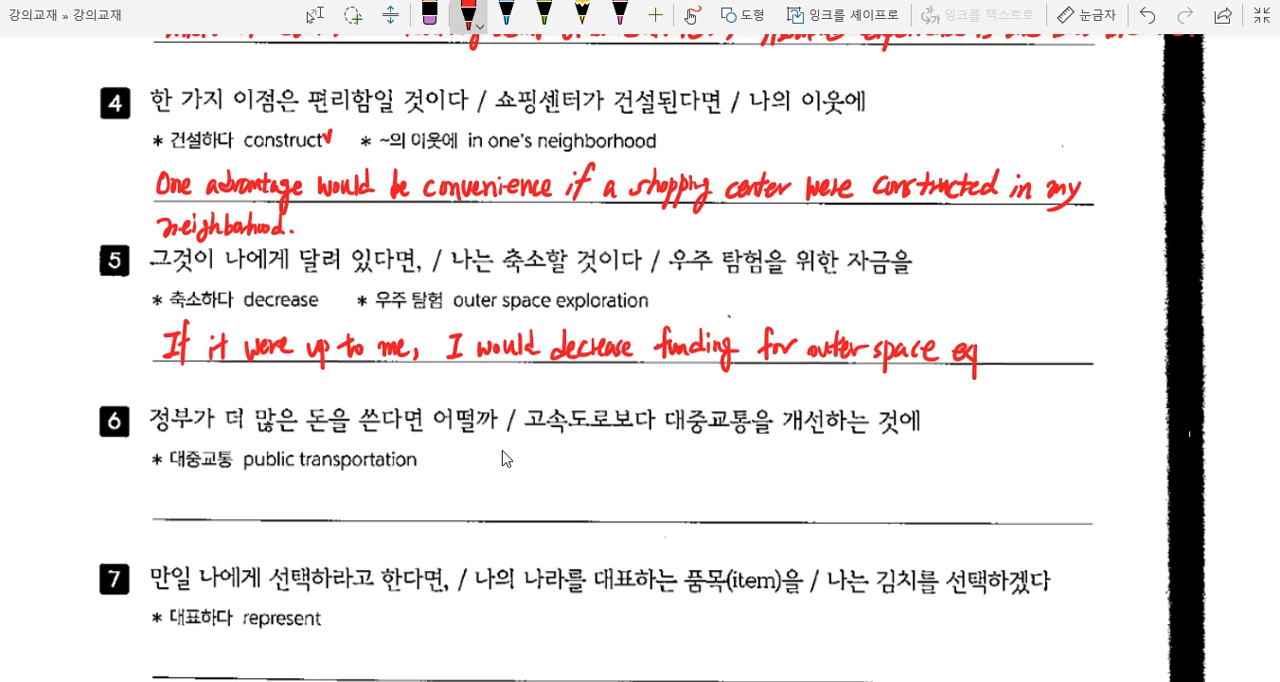 강의교재 » 강의교재
도형
잉크를 셰이프로
잉크를 텍스트로
눈금자
4 한 가지 이점은 편리함일 것이다 / 쇼핑센터가 건설된다면 / 나의 이웃에
* 건설하다 construct * ~의 이웃에 in one's neighborhood
One advantage would be convenience if a shopping center were constructed in my
neighborhood.
5 그것이 나에게 달려 있다면, / 나는 축소할 것이다 / 우주 탐험을 위한 자금을
* 축소하다 decrease * 우주 탐험 outer space exploration
If it were up to me, I would decrease funding for outer space
6 정부가 더 많은 돈을 쓴다면 어떨까 / 고속도로보다 대중교통을 개선하는 것에
* 대중교통 public transportation
7 만일 나에게 선택하라고 한다면, / 나의 나라를 대표하는 품목(item)을 / 나는 김치를 선택하겠다
* 대표하다 represent